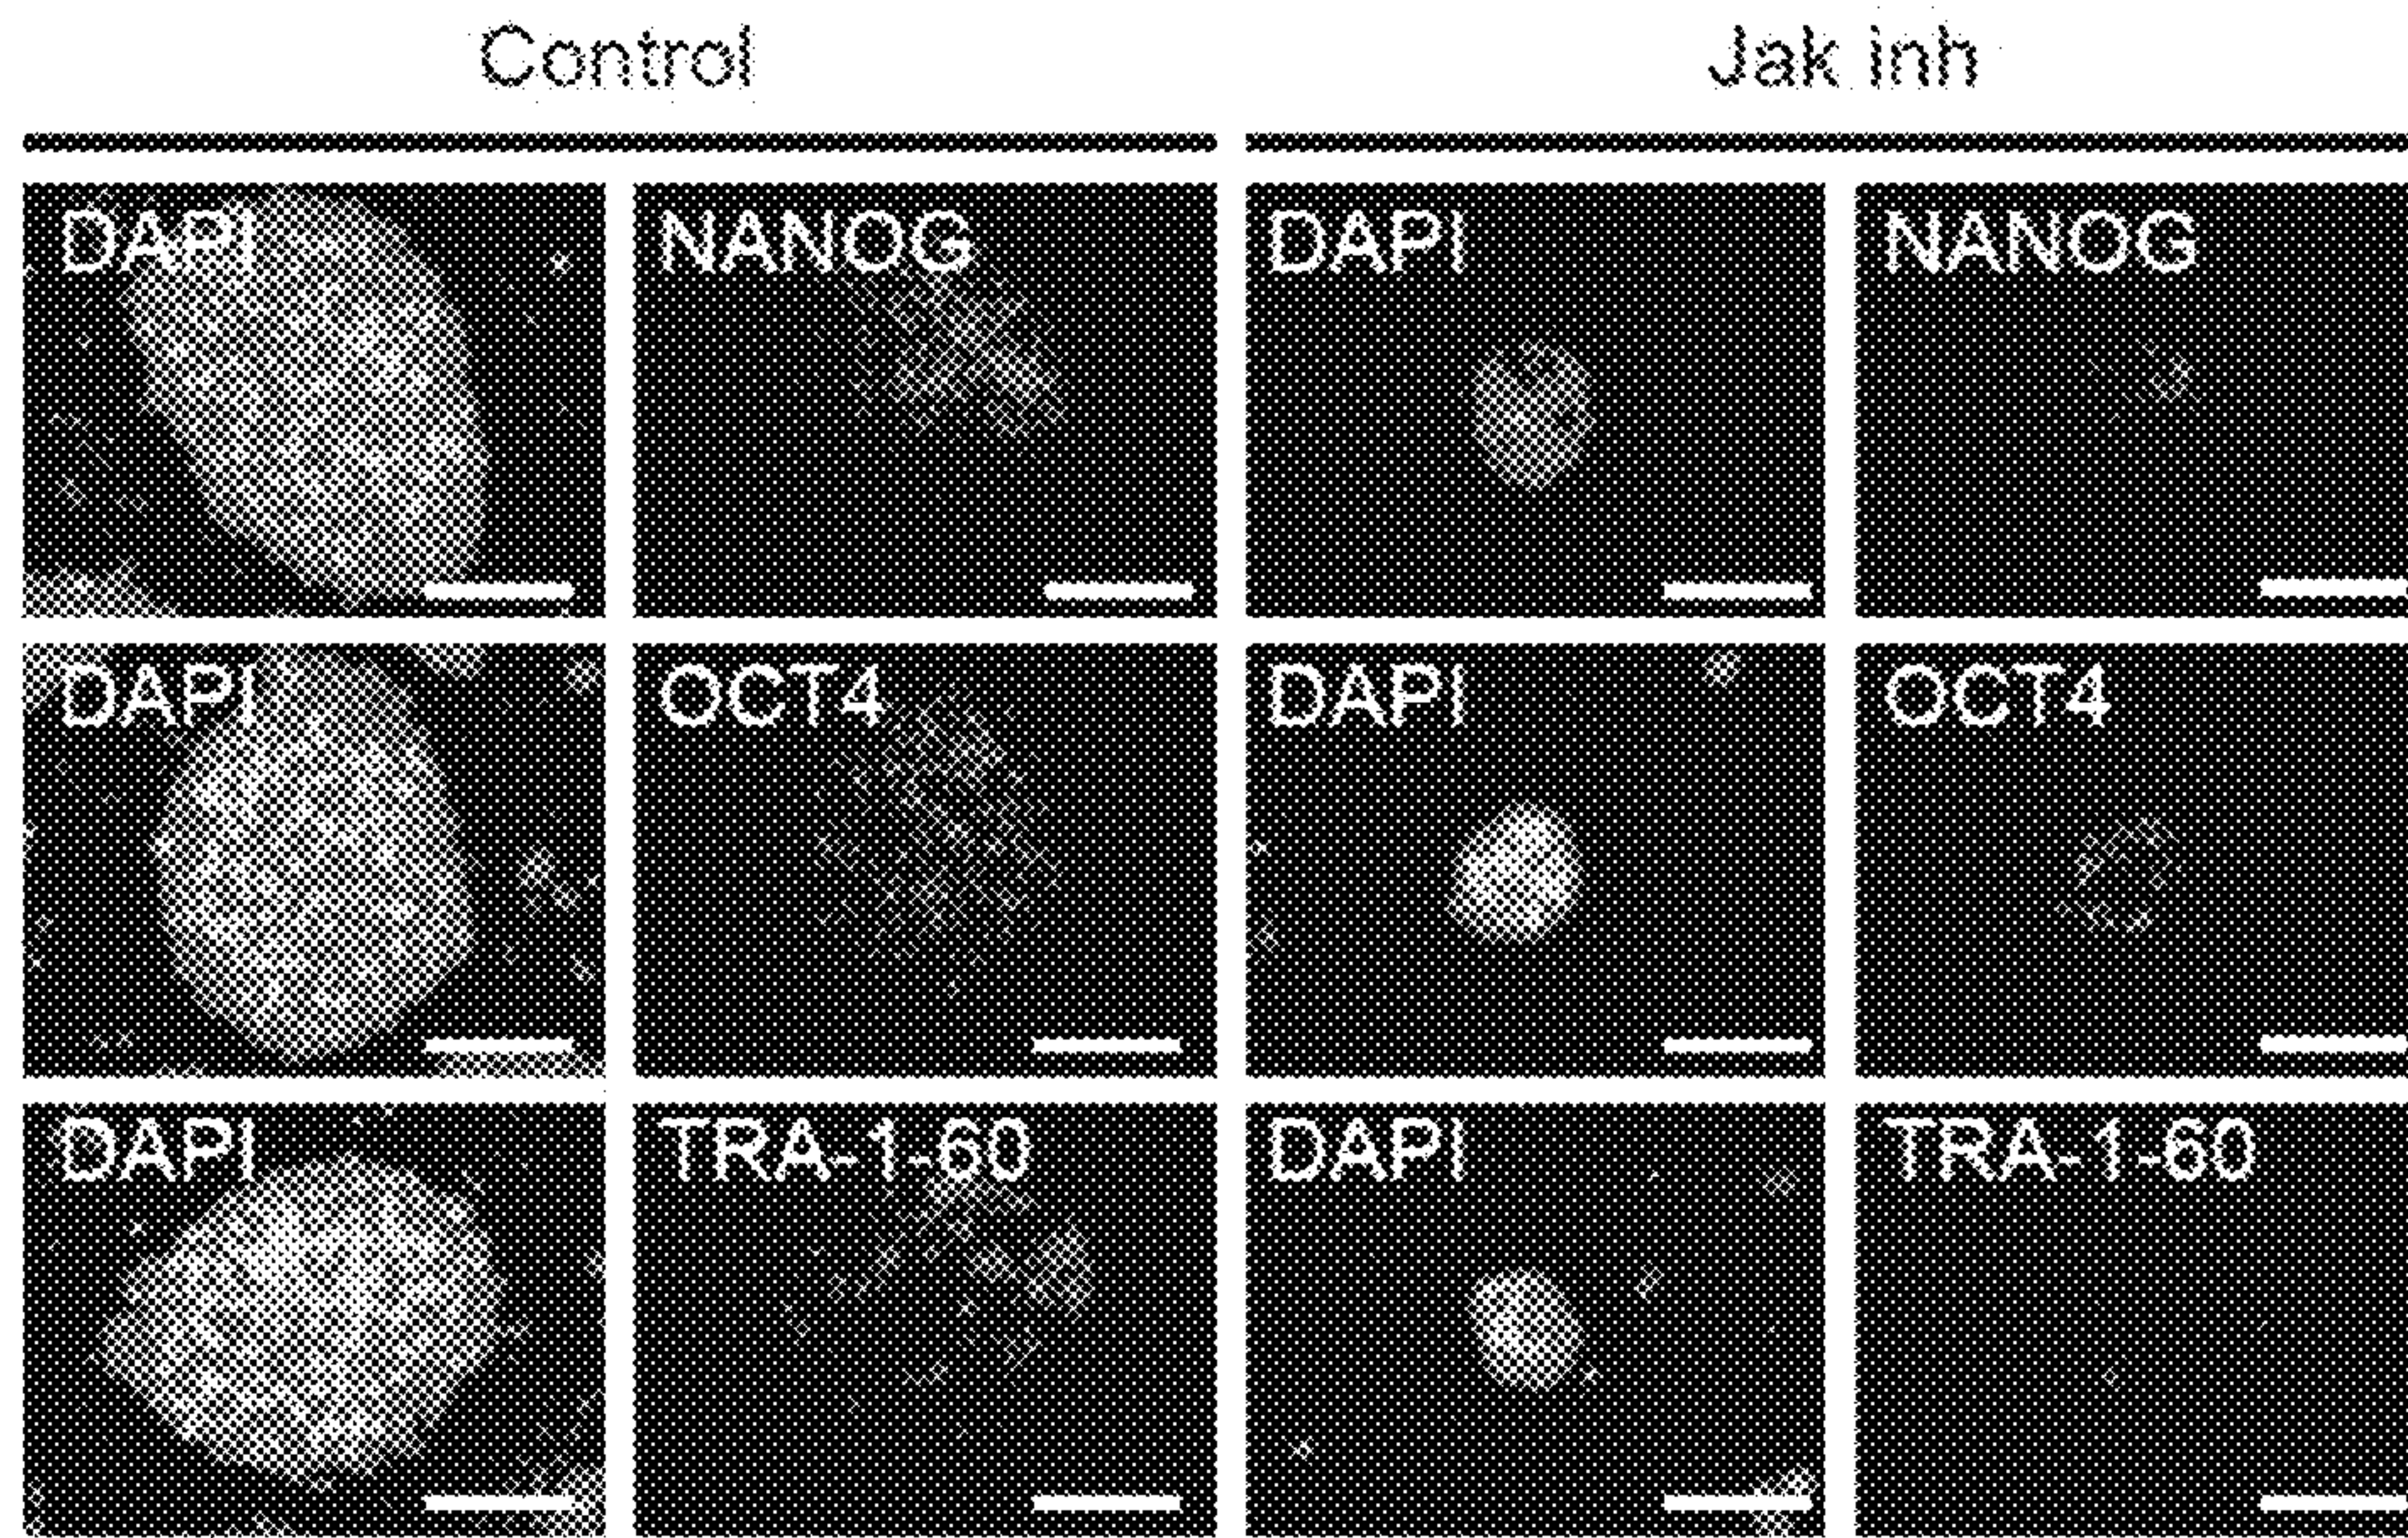 Control Jak inh
DAPI NANOG DAPI NANOG
DAPI OCT4 DAPI OCT4
DAPI TRA-1-60 DAPI TRA-1-60